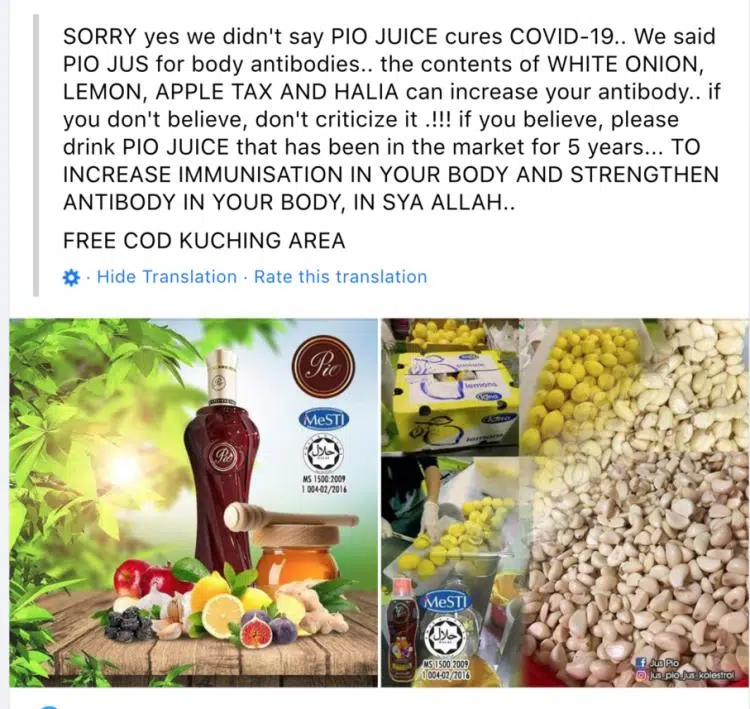 SORRY yes we didn't say PIO JUICE cures COVID-19.. We said
PIO JUS for body antibodies.. the contents of WHITE ONION,
LEMON, APPLE TAX AND HALIA can increase your antibody.. if
you don't believe, don't criticize it .!!! if you believe, please
drink PIO JUICE that has been in the market for 5 years... TO
INCREASE IMMUNISATION IN YOUR BODY AND STRENGTHEN
ANTIBODY IN YOUR BODY, IN SYA ALLAH..
FREE COD KUCHING AREA
· Hide Translation · Rate this translation
Pio
MeSTI
حلال
MS 1500:2009
1 004-02/2016
Pio
lemons
MeSTI
حلال
MS 1500:2009
1 004-02/2016
Jus Pio
jus_pio_jus_kolestrol